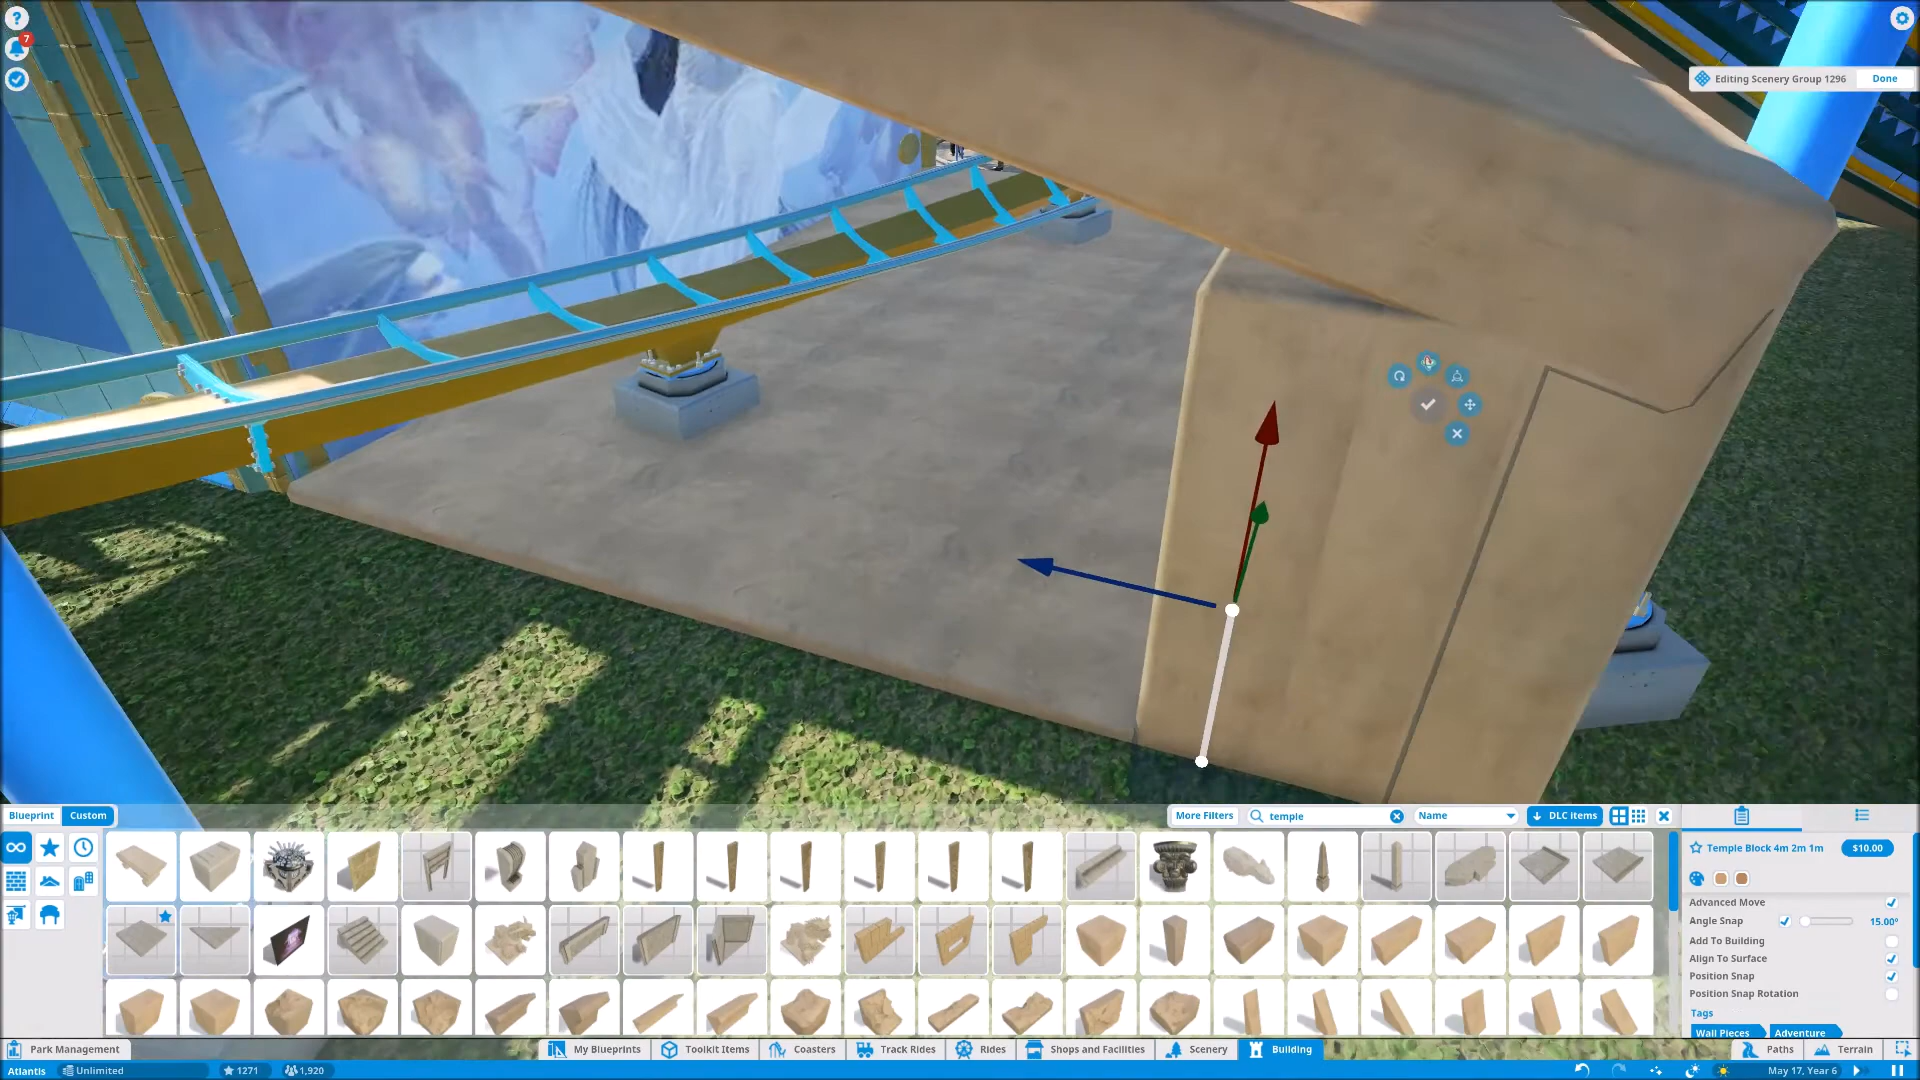 ?
7
Editing Scenery Group 1296
Done
Blueprint
Custom
More Filters
temple
Name
DLC items
Temple Block 4m 2m 1m
$10.00
Advanced Move
Angle Snap
15.00°
Add To Building
Align To Surface
Position Snap
Position Snap Rotation
Tags
Wall Pieces
Adventure
Park Management
My Blueprints
Toolkit Items
Coasters
Track Rides
Rides
Shops and Facilities
Scenery
Building
Paths
Terrain
Atlantis
Unlimited
1271
1,920
May 17, Year 6